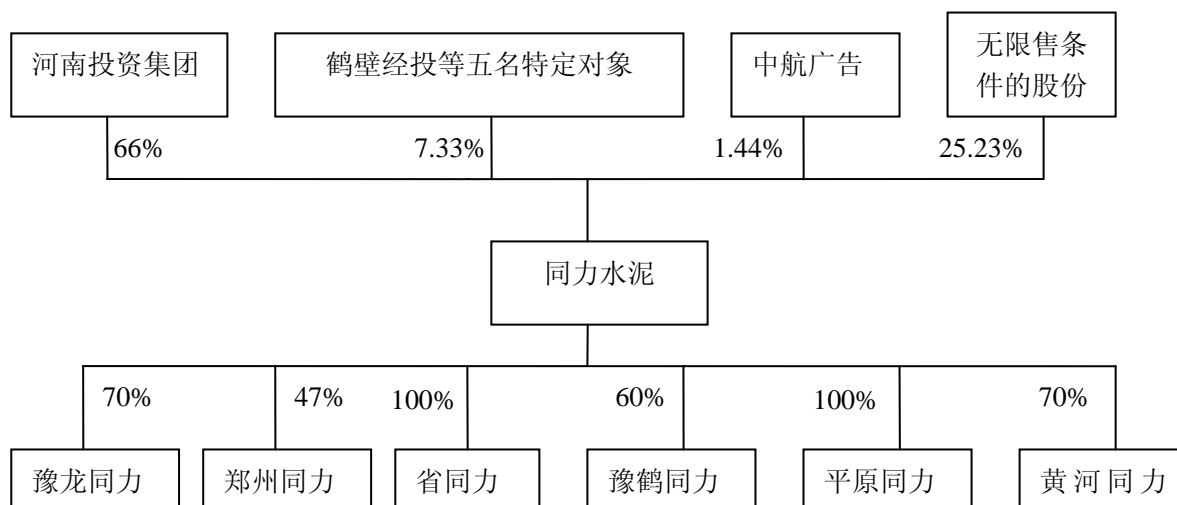 河南投资集团
鹤壁经投等五名特定对象
中航广告
无限售条
件的股份
66%
7.33%
1.44%
25.23%
同力水泥
70%
47%
100%
60%
100%
70%
豫龙同力
郑州同力
省同力
豫鹤同力
平原同力
黄河同力